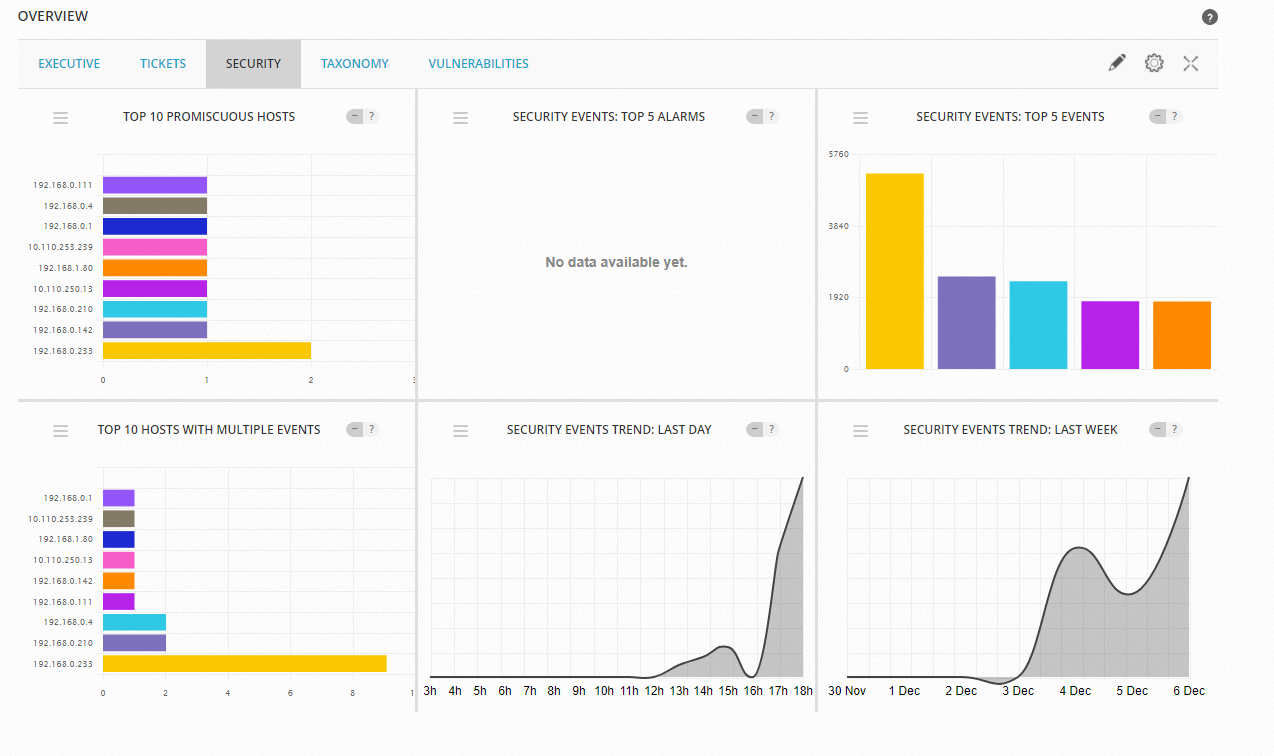 OVERVIEW
?
EXECUTIVE TICKETS SECURITY TAXONOMY VULNERABILITIES
TOP 10 PROMISCUOUS HOSTS
?
192.168.0.111
192.168.0.4
192.168.0.1
10.110.253.239
192.168.1.80
10.110.250.13
192.168.0.210
192.168.0.142
192.168.0.233
0 1 2 3
SECURITY EVENTS: TOP 5 ALARMS
?
No data available yet.
SECURITY EVENTS: TOP 5 EVENTS
?
5760
3840
1920
0
TOP 10 HOSTS WITH MULTIPLE EVENTS
?
192.168.0.1
10.110.253.239
192.168.1.80
10.110.250.13
192.168.0.142
192.168.0.111
192.168.0.4
192.168.0.210
192.168.0.233
0 2 4 6 8 1
SECURITY EVENTS TREND: LAST DAY
?
3h 4h 5h 6h 7h 8h 9h 10h 11h 12h 13h 14h 15h 16h 17h 18h
SECURITY EVENTS TREND: LAST WEEK
?
30 Nov 1 Dec 2 Dec 3 Dec 4 Dec 5 Dec 6 Dec